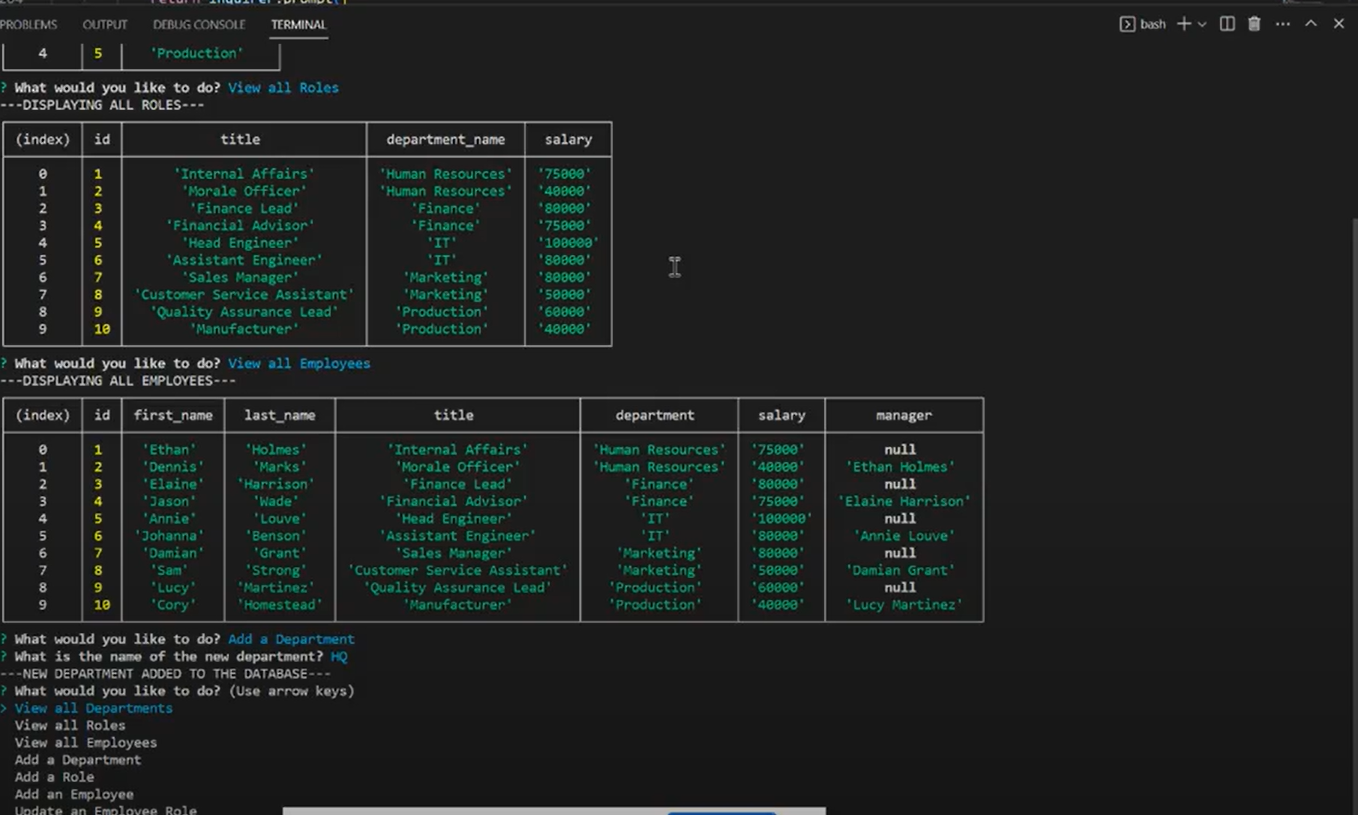 return inquirer.prompt([
PROBLEMS OUTPUT DEBUG CONSOLE TERMINAL bash
4 5 'Production'
? What would you like to do? View all Roles
---DISPLAYING ALL ROLES---
(index) id title department_name salary
0 1 'Internal Affairs' 'Human Resources' '75000'
1 2 'Morale Officer' 'Human Resources' '40000'
2 3 'Finance Lead' 'Finance' '80000'
3 4 'Financial Advisor' 'Finance' '75000'
4 5 'Head Engineer' 'IT' '100000'
5 6 'Assistant Engineer' 'IT' '80000'
6 7 'Sales Manager' 'Marketing' '80000'
7 8 'Customer Service Assistant' 'Marketing' '50000'
8 9 'Quality Assurance Lead' 'Production' '60000'
9 10 'Manufacturer' 'Production' '40000'
? What would you like to do? View all Employees
---DISPLAYING ALL EMPLOYEES---
(index) id first_name last_name title department salary manager
0 1 'Ethan' 'Holmes' 'Internal Affairs' 'Human Resources' '75000' null
1 2 'Dennis' 'Marks' 'Morale Officer' 'Human Resources' '40000' 'Ethan Holmes'
2 3 'Elaine' 'Harrison' 'Finance Lead' 'Finance' '80000' null
3 4 'Jason' 'Wade' 'Financial Advisor' 'Finance' '75000' 'Elaine Harrison'
4 5 'Annie' 'Louve' 'Head Engineer' 'IT' '100000' null
5 6 'Johanna' 'Benson' 'Assistant Engineer' 'IT' '80000' 'Annie Louve'
6 7 'Damian' 'Grant' 'Sales Manager' 'Marketing' '80000' null
7 8 'Sam' 'Strong' 'Customer Service Assistant' 'Marketing' '50000' 'Damian Grant'
8 9 'Lucy' 'Martinez' 'Quality Assurance Lead' 'Production' '60000' null
9 10 'Cory' 'Homestead' 'Manufacturer' 'Production' '40000' 'Lucy Martinez'
? What would you like to do? Add a Department
? What is the name of the new department? HQ
---NEW DEPARTMENT ADDED TO THE DATABASE---
? What would you like to do? (Use arrow keys)
> View all Departments
View all Roles
View all Employees
Add a Department
Add a Role
Add an Employee
Update an Employee Role